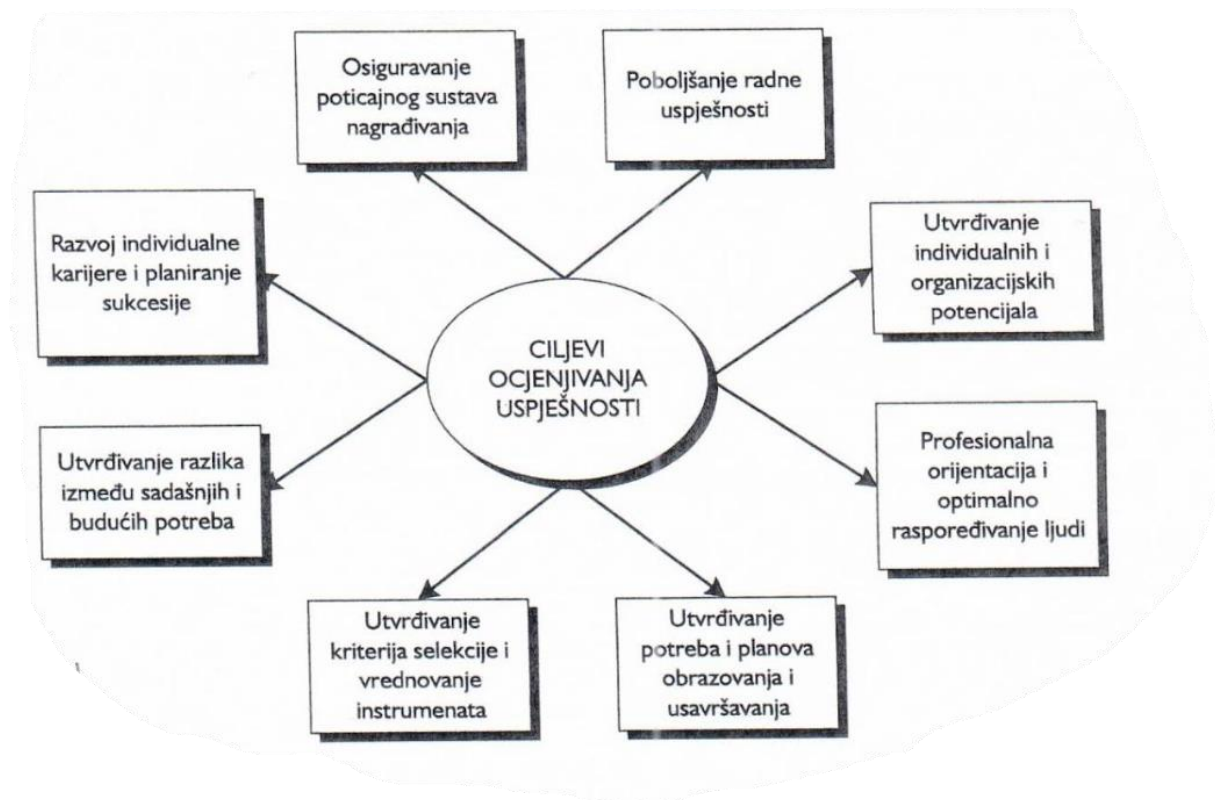 Osiguravanje
poticajnog sustava
nagrađivanja
Poboljšanje radne
uspješnosti
Razvoj individualne
karijere i planiranje
sukcesije
Utvrđivanje
individualnih i
organizacijskih
potencijala
CILJEVI
OCJENJIVANJA
USPJEŠNOSTI
Utvrđivanje razlika
između sadašnjih i
budućih potreba
Profesionalna
orijentacija i
optimalno
raspoređivanje ljudi
Utvrđivanje
kriterija selekcije i
vrednovanje
instrumenata
Utvrđivanje
potreba i planova
obrazovanja i
usavršavanja